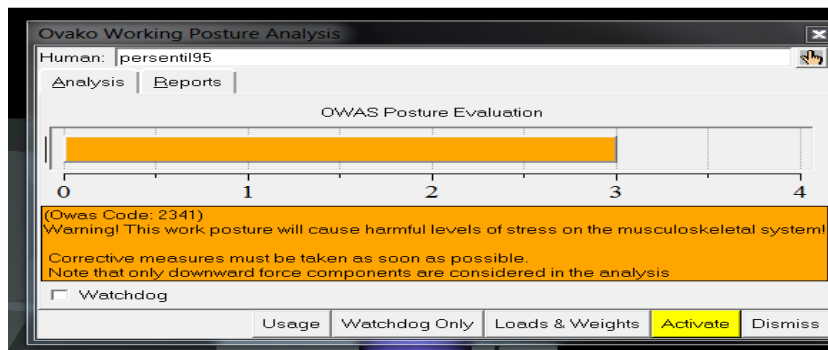 Ovako Working Posture Analysis
Human: persentil95
Analysis Reports
OWAS Posture Evaluation
0 1 2 3 4
(Owas Code: 2341)
Warning! This work posture will cause harmful levels of stress on the musculoskeletal system!
Corrective measures must be taken as soon as possible.
Note that only downward force components are considered in the analysis
Watchdog
Usage Watchdog Only Loads & Weights Activate Dismiss